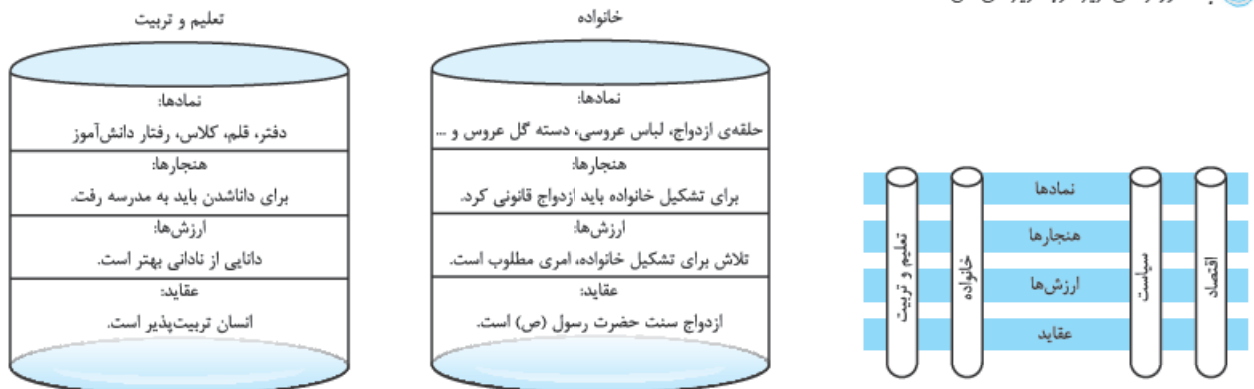 خانواده
نمادها:
حلقه‌ی ازدواج، لباس عروسی، دسته گل عروس و ...
هنجارها:
برای تشکیل خانواده باید ازدواج قانونی کرد.
ارزش‌ها:
تلاش برای تشکیل خانواده، امری مطلوب است.
عقاید:
ازدواج سنت حضرت رسول (ص) است.
تعلیم و تربیت
نمادها:
دفتر، قلم، کلاس، رفتار دانش‌آموز
هنجارها:
برای داناشدن باید به مدرسه رفت.
ارزش‌ها:
دانایی از نادانی بهتر است.
عقاید:
انسان تربیت‌پذیر است.
نمادها
هنجارها
ارزش‌ها
عقاید
اقتصاد
سیاست
خانواده
تعلیم و تربیت